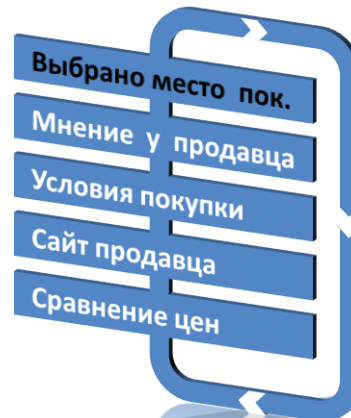 Выбрано место пок.
Мнение у продавца
Условия покупки
Сайт продавца
Сравнение цен